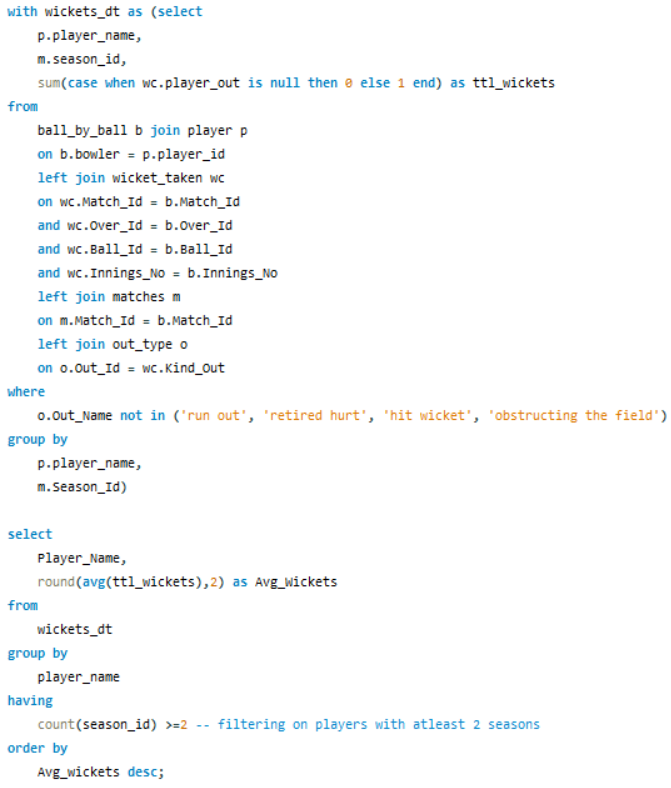 with wickets_dt as (select
p.player_name,
m.season_id,
sum(case when wc.player_out is null then 0 else 1 end) as ttl_wickets
from
ball_by_ball b join player p
on b.bowler = p.player_id
left join wicket_taken wc
on wc.Match_Id = b.Match_Id
and wc.Over_Id = b.Over_Id
and wc.Ball_Id = b.Ball_Id
and wc.Innings_No = b.Innings_No
left join matches m
on m.Match_Id = b.Match_Id
left join out_type o
on o.Out_Id = wc.Kind_Out
where
o.Out_Name not in ('run out', 'retired hurt', 'hit wicket', 'obstructing the field')
group by
p.player_name,
m.Season_Id)
select
Player_Name,
round(avg(ttl_wickets),2) as Avg_Wickets
from
wickets_dt
group by
player_name
having
count(season_id) >=2 -- filtering on players with atleast 2 seasons
order by
Avg_wickets desc;